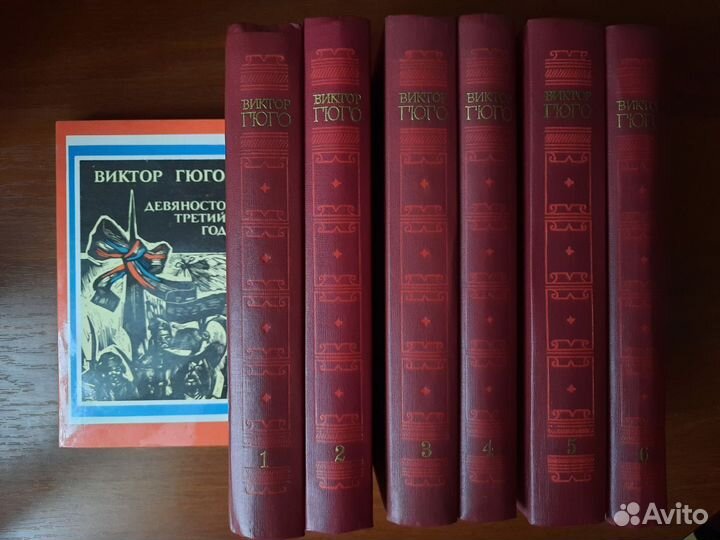 ВИКТОР ГЮГО
ДЕВЯНОСТО
ТРЕТИЙ
ГОД
ВИКТОР
ГЮГО
1
ВИКТОР
ГЮГО
2
ВИКТОР
ГЮГО
3
ВИКТОР
ГЮГО
4
ВИКТОР
ГЮГО
5
ВИКТОР
ГЮГО
6
Avito